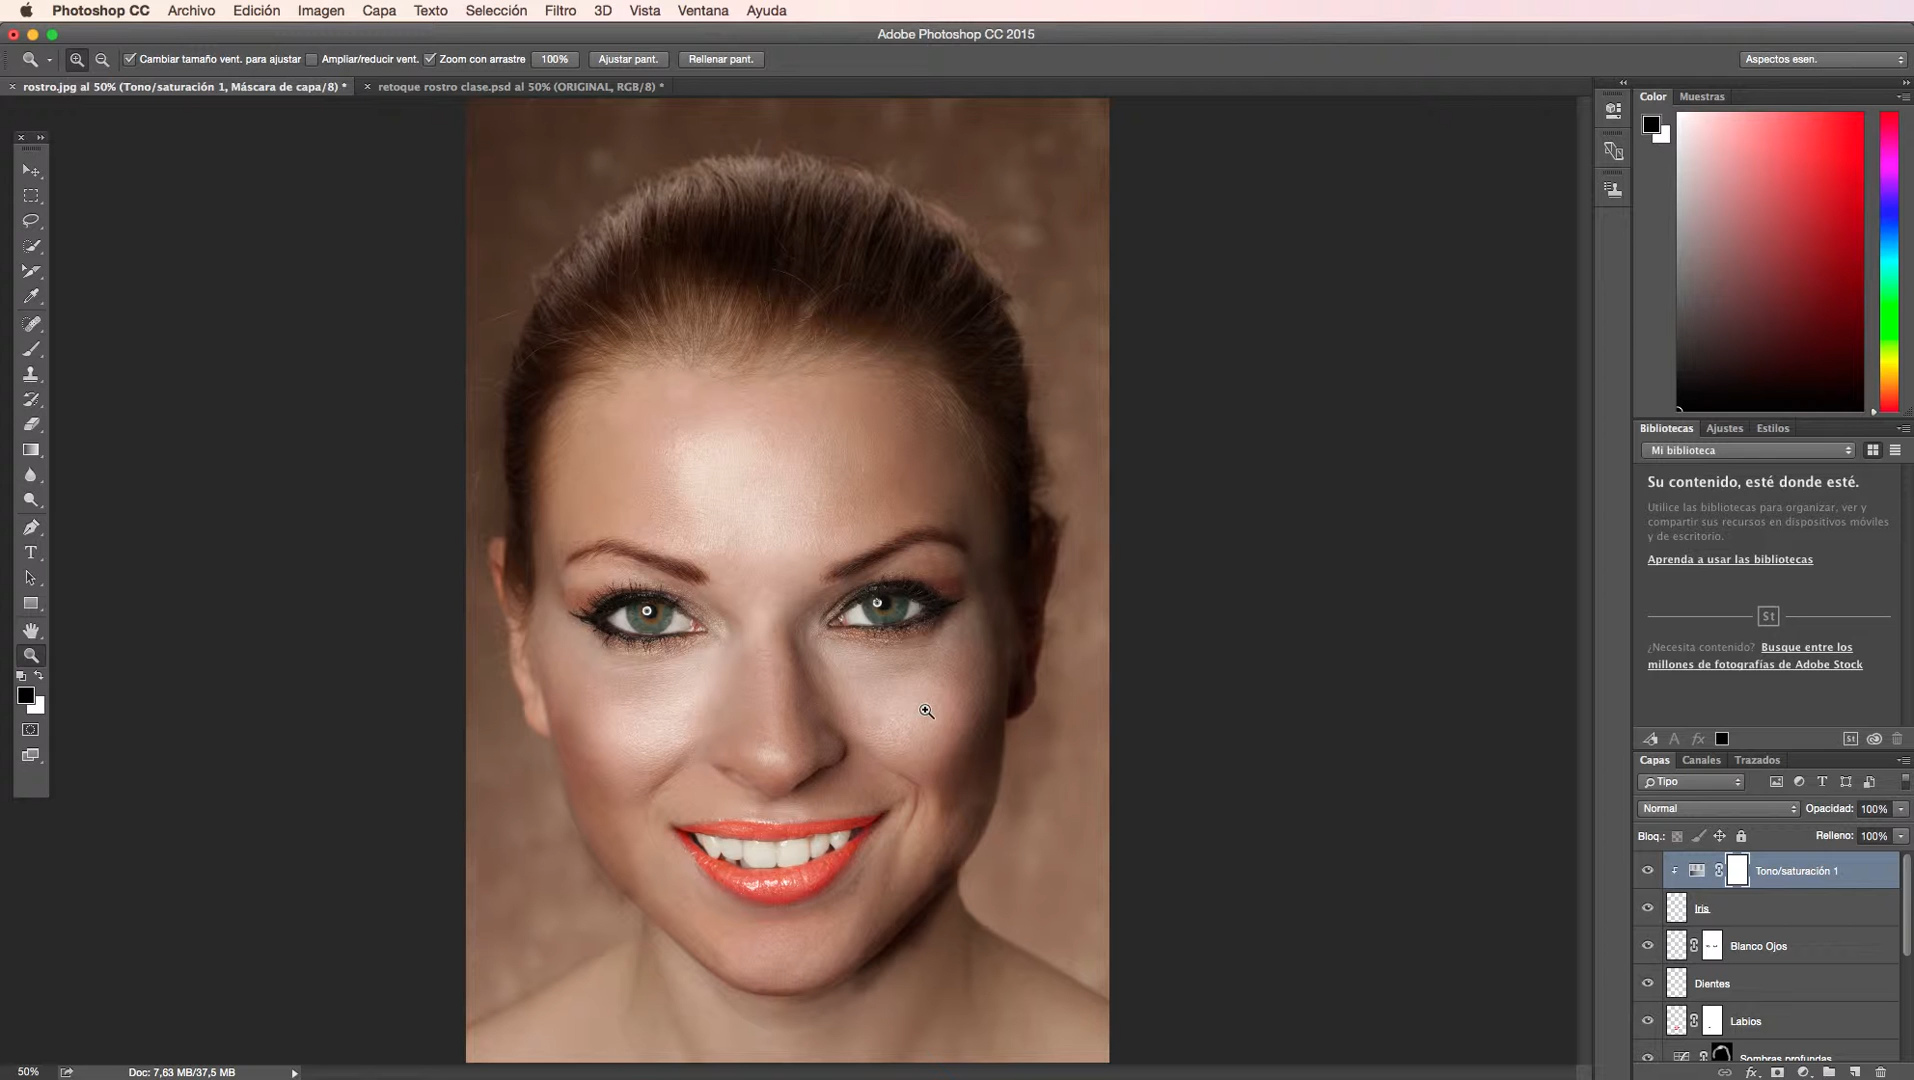 Photoshop CC Archivo Edición Imagen Capa Texto Selección Filtro 3D Vista Ventana Ayuda
Adobe Photoshop CC 2015
Cambiar tamaño vent. para ajustar Ampliar/reducir vent. Zoom con arrastre 100% Ajustar pant. Rellenar pant. Aspectos esen.
rostro.jpg al 50% (Tono/saturación 1, Máscara de capa/8) * retoque rostro clase.psd al 50% (ORIGINAL, RGB/8) *
Color Muestras
Bibliotecas Ajustes Estilos
Mi biblioteca
Su contenido, esté donde esté.
Utilice las bibliotecas para organizar, ver y
compartir sus recursos en dispositivos móviles
y de escritorio.
Aprenda a usar las bibliotecas
St
¿Necesita contenido? Busque entre los
millones de fotografías de Adobe Stock
A fx St
Capas Canales Trazados
Tipo T
Normal Opacidad: 100%
Bloq.: Relleno: 100%
Tono/saturación 1
Iris
Blanco Ojos
Dientes
Labios
Sombras profundas
50% Doc: 7,63 MB/37,5 MB fx